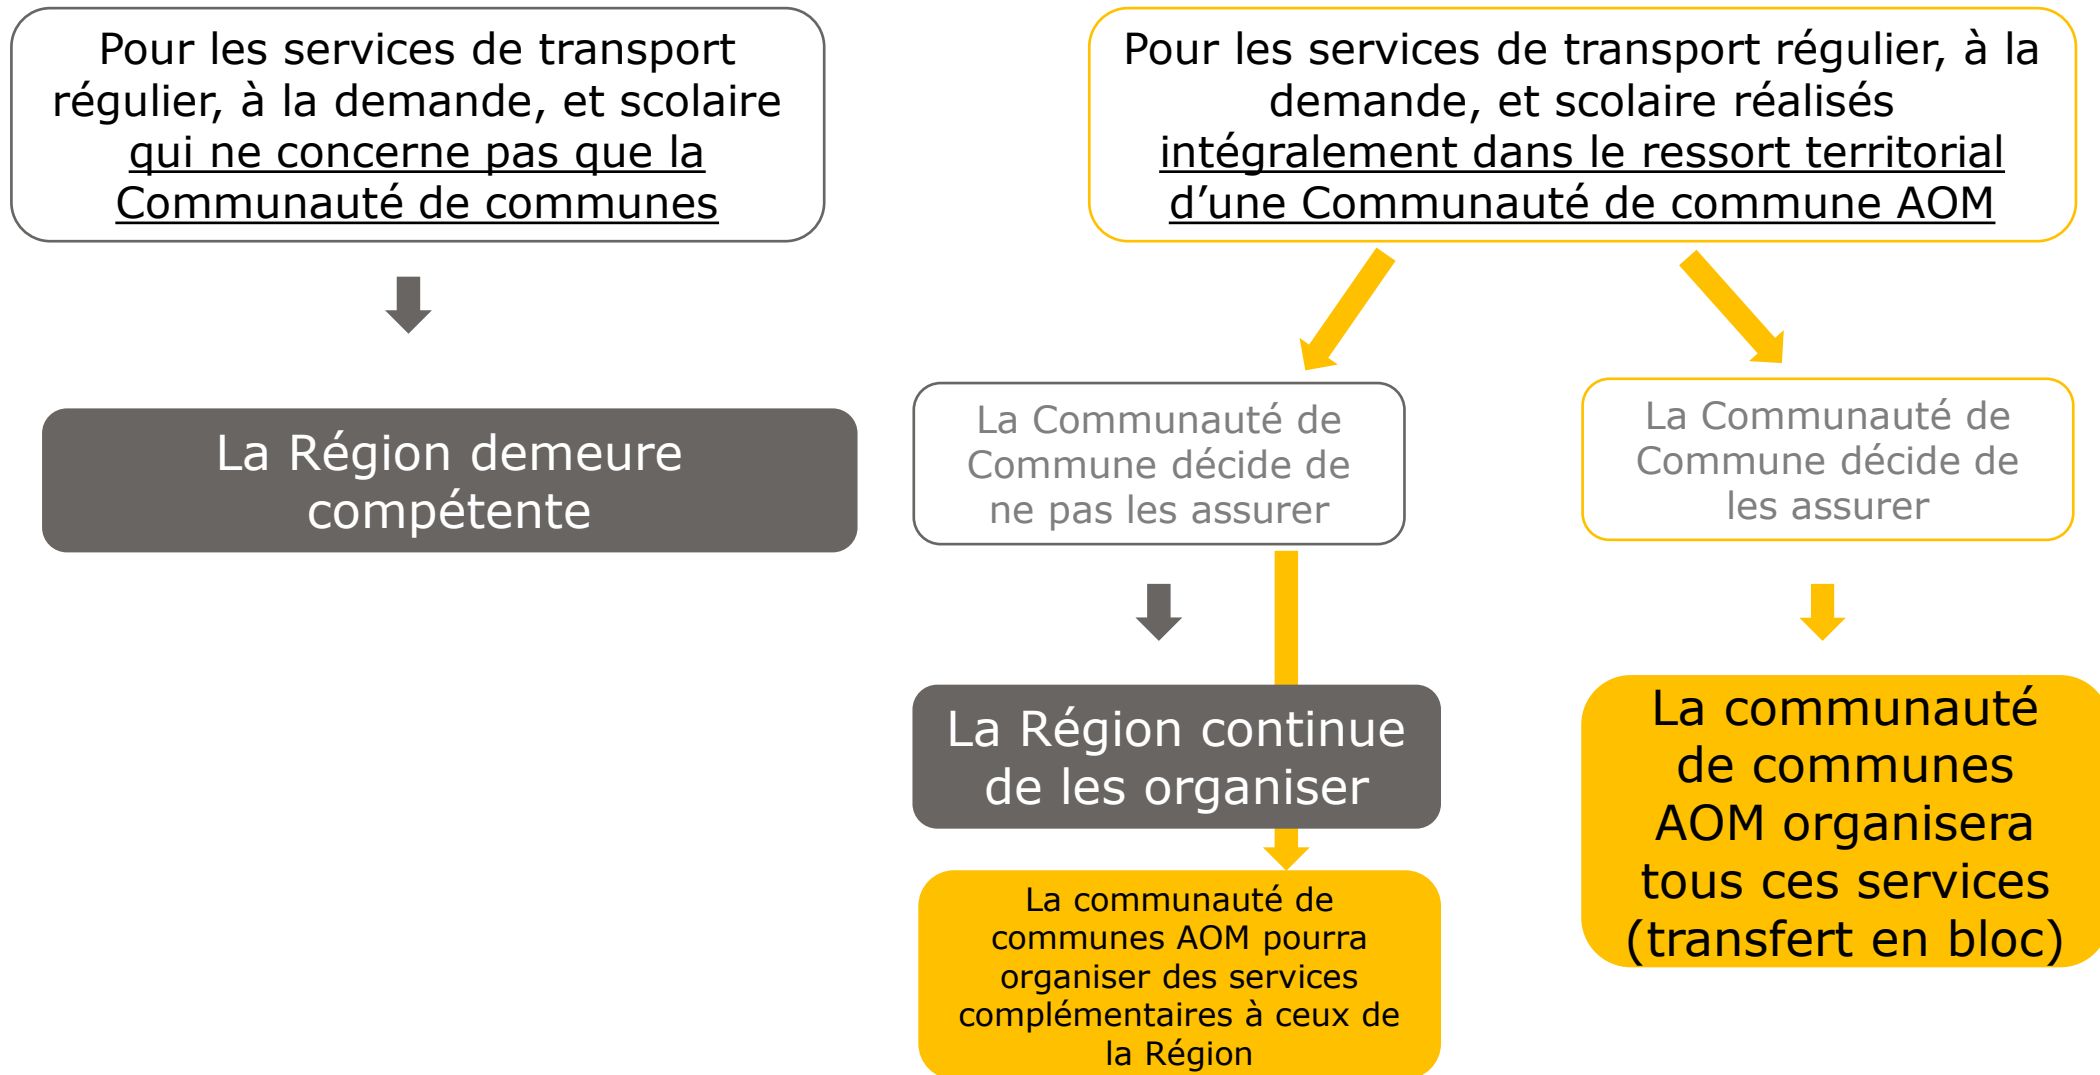 Pour les services de transport
régulier, à la demande, et scolaire
qui ne concerne pas que la
Communauté de communes
Pour les services de transport régulier, à la
demande, et scolaire réalisés
intégralement dans le ressort territorial
d’une Communauté de commune AOM
La Région demeure
compétente
La Communauté de
Commune décide de
ne pas les assurer
La Communauté de
Commune décide de
les assurer
La Région continue
de les organiser
La communauté
de communes
AOM organisera
tous ces services
(transfert en bloc)
La communauté de
communes AOM pourra
organiser des services
complémentaires à ceux de
la Région